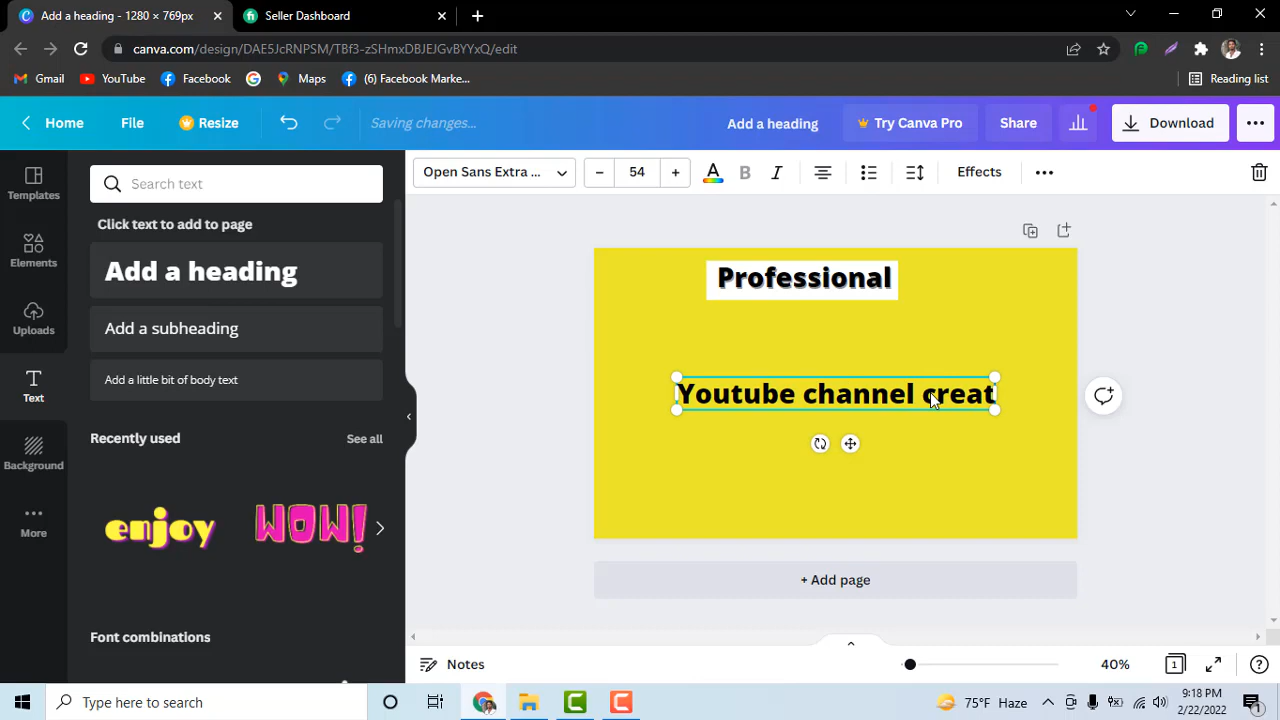 Add a heading - 1280 × 769px
Seller Dashboard
canva.com/design/DAE5JcRNPSM/TBf3-zSHmxDBJEJGvBYYxQ/edit
Gmail
YouTube
Facebook
Maps
(6) Facebook Marke...
Reading list
Home
File
Resize
Saving changes...
Add a heading
Try Canva Pro
Share
Download
Templates
Elements
Uploads
Text
Background
More
Search text
Click text to add to page
Add a heading
Add a subheading
Add a little bit of body text
Recently used
See all
enjoy
WOW!
Font combinations
Open Sans Extra ...
54
A
B
I
Effects
Professional
Youtube channel creat
+ Add page
Notes
1
40%
Type here to search
75°F Haze
9:18 PM
2/22/2022
1